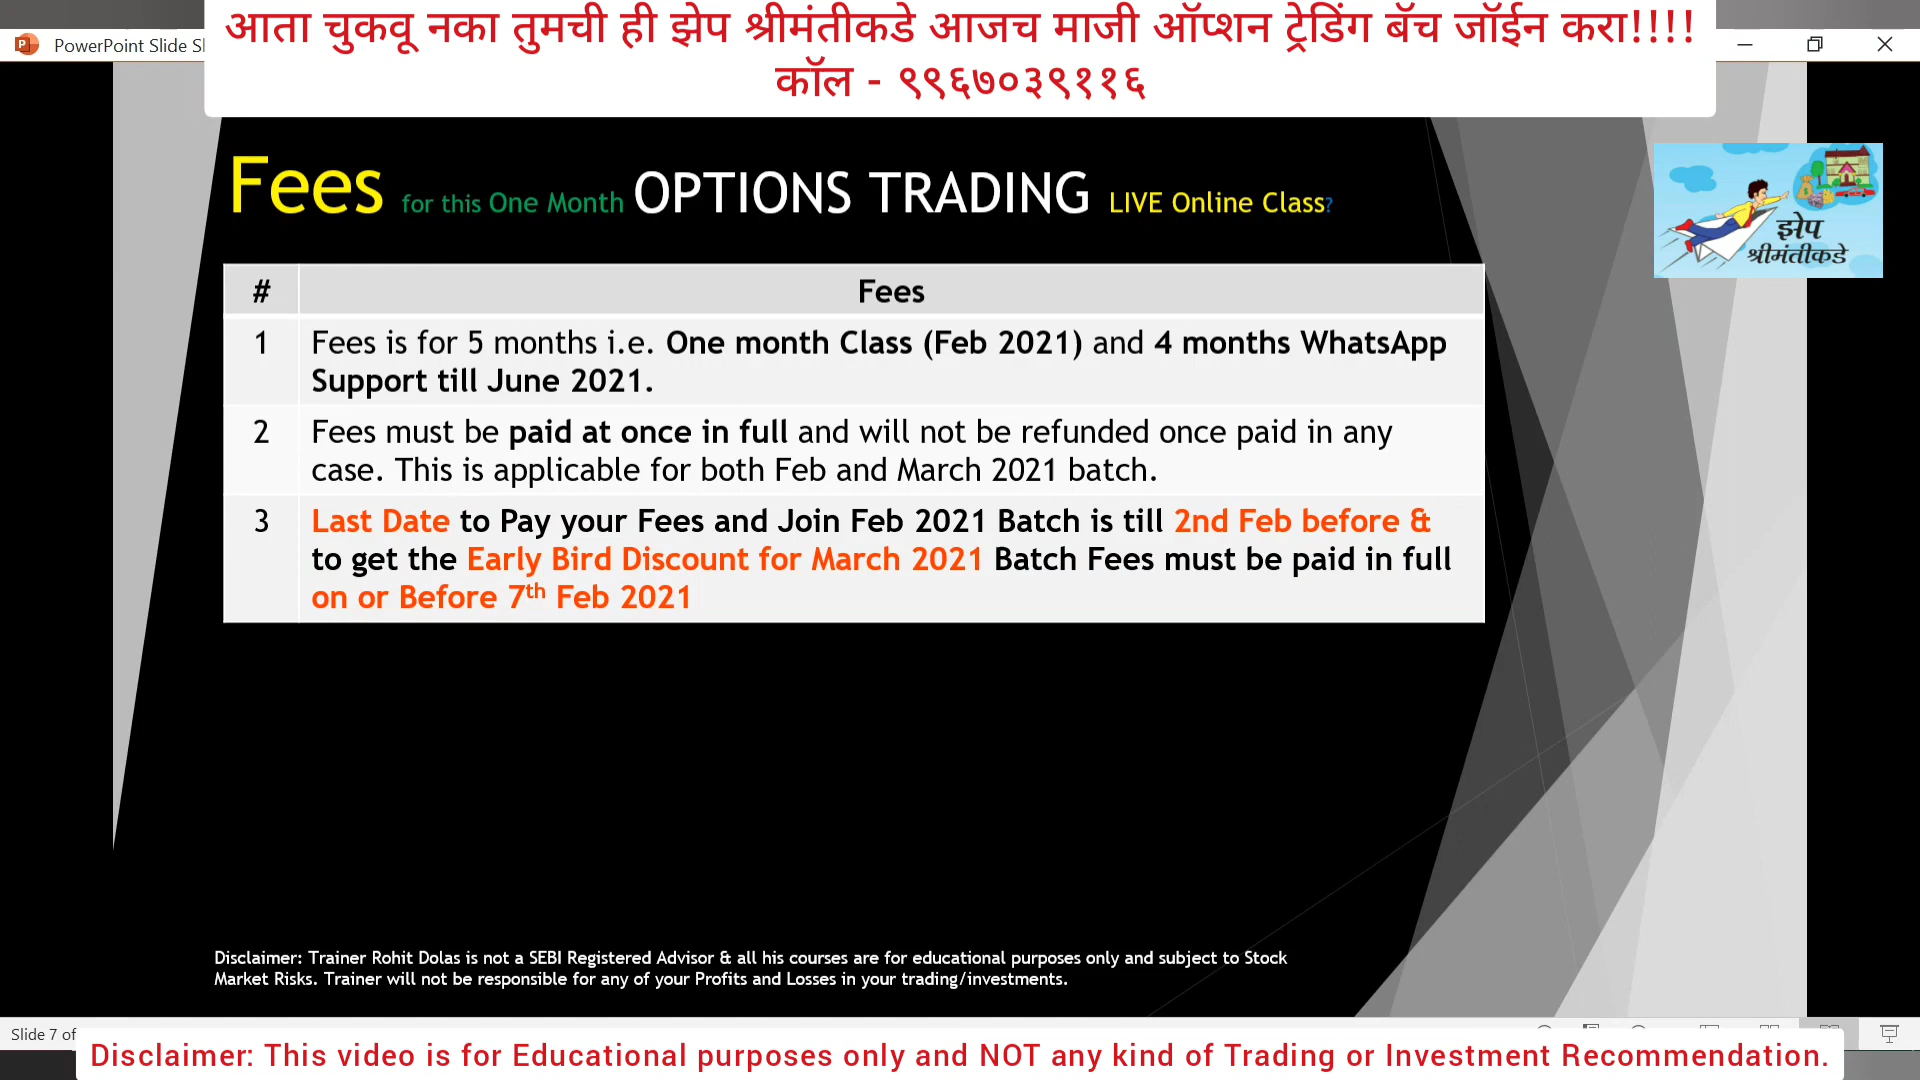 आता चुकवू नका तुमची ही झेप श्रीमंतीकडे आजच माजी ऑप्शन ट्रेडिंग बॅच जॉईन करा!!!!
कॉल - ९९६७०३९११६
PowerPoint Slide
Fees for this One Month OPTIONS TRADING LIVE Online Class?
झेप
श्रीमंतीकडे
# Fees
1 Fees is for 5 months i.e. One month Class (Feb 2021) and 4 months WhatsApp
Support till June 2021.
2 Fees must be paid at once in full and will not be refunded once paid in any
case. This is applicable for both Feb and March 2021 batch.
3 Last Date to Pay your Fees and Join Feb 2021 Batch is till 2nd Feb before &
to get the Early Bird Discount for March 2021 Batch Fees must be paid in full
on or Before 7th Feb 2021
Disclaimer: Trainer Rohit Dolas is not a SEBI Registered Advisor & all his courses are for educational purposes only and subject to Stock
Market Risks. Trainer will not be responsible for any of your Profits and Losses in your trading/investments.
Slide 7 of
Disclaimer: This video is for Educational purposes only and NOT any kind of Trading or Investment Recommendation.